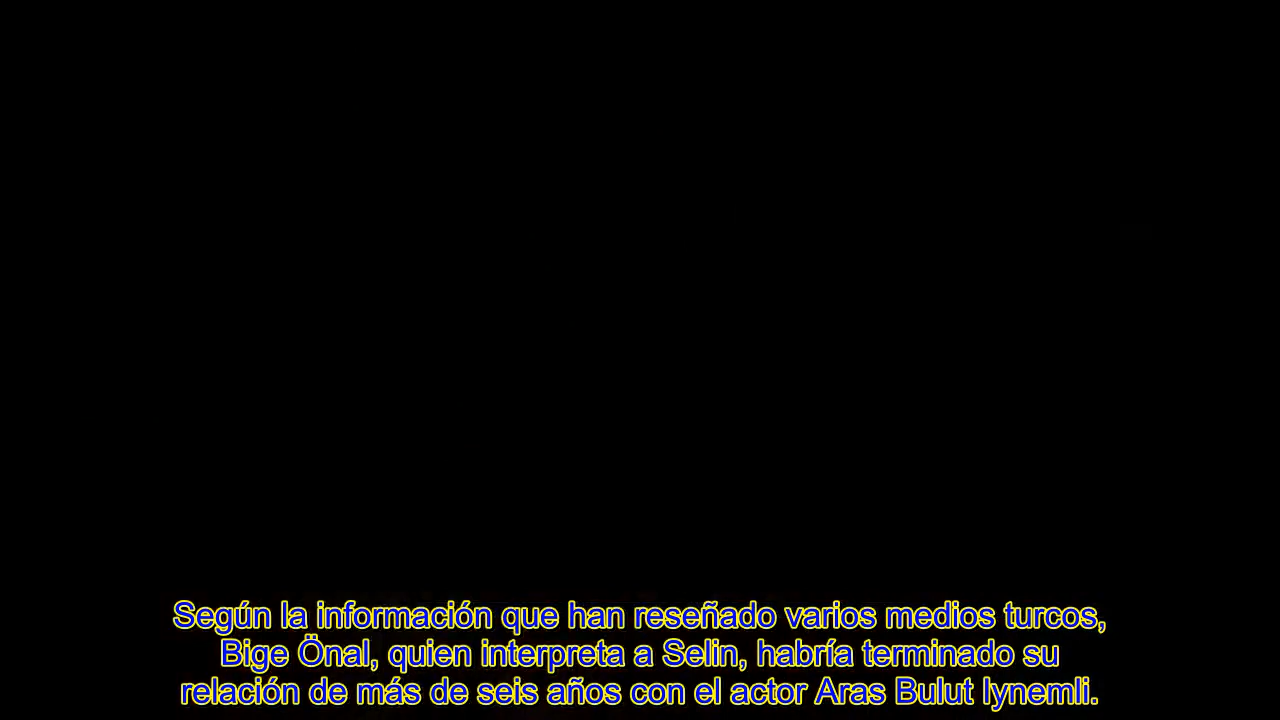 Según la información que han reseñado varios medios turcos,
Bige Önal, quien interpreta a Selin, habría terminado su
relación de más de seis años con el actor Aras Bulut Iynemli.